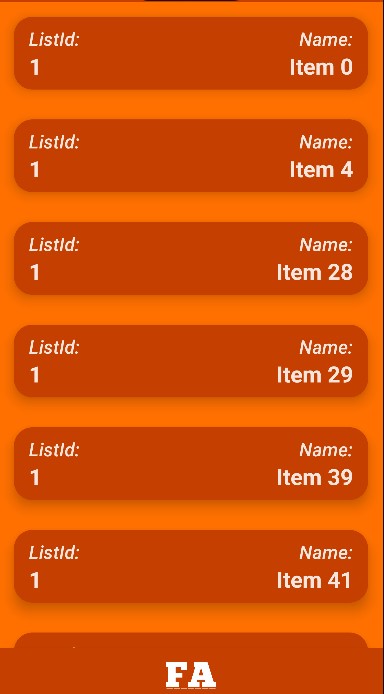 ListId: Name:
1 Item 0
ListId: Name:
1 Item 4
ListId: Name:
1 Item 28
ListId: Name:
1 Item 29
ListId: Name:
1 Item 39
ListId: Name:
1 Item 41
FA